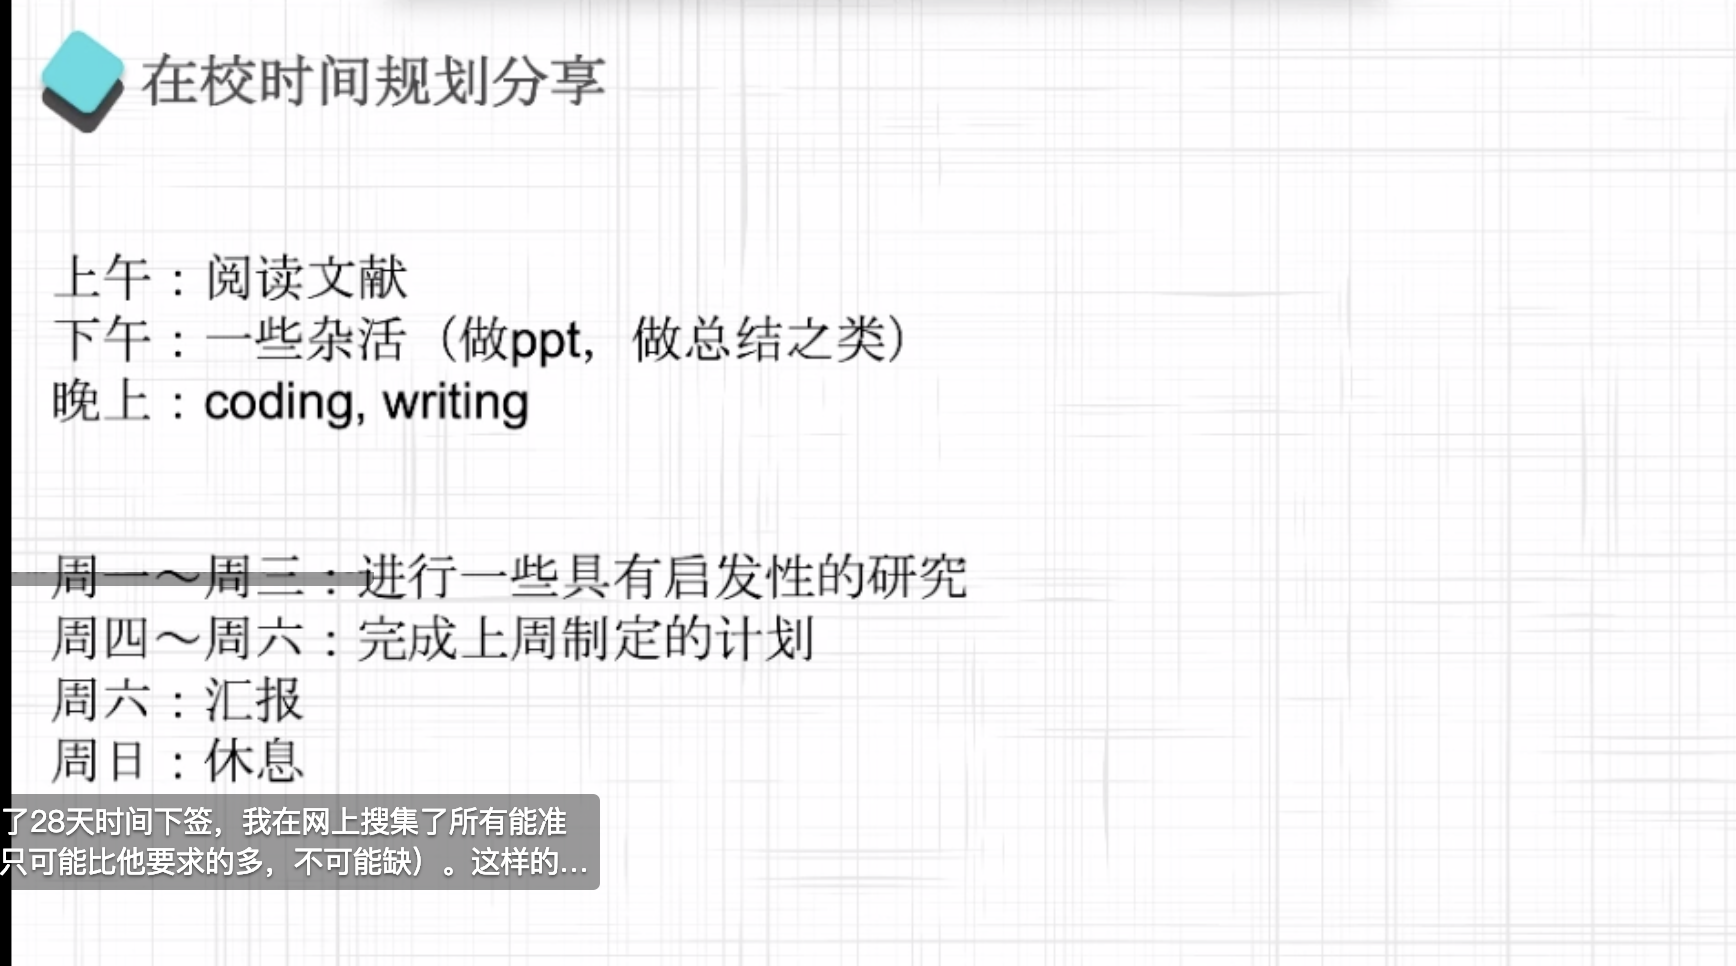 在校时间规划分享
上午：阅读文献
下午：一些杂活（做ppt，做总结之类）
晚上：coding, writing
周一～周三：进行一些具有启发性的研究
周四～周六：完成上周制定的计划
周六：汇报
周日：休息
了28天时间下签，我在网上搜集了所有能准
只可能比他要求的多，不可能缺）。这样的...